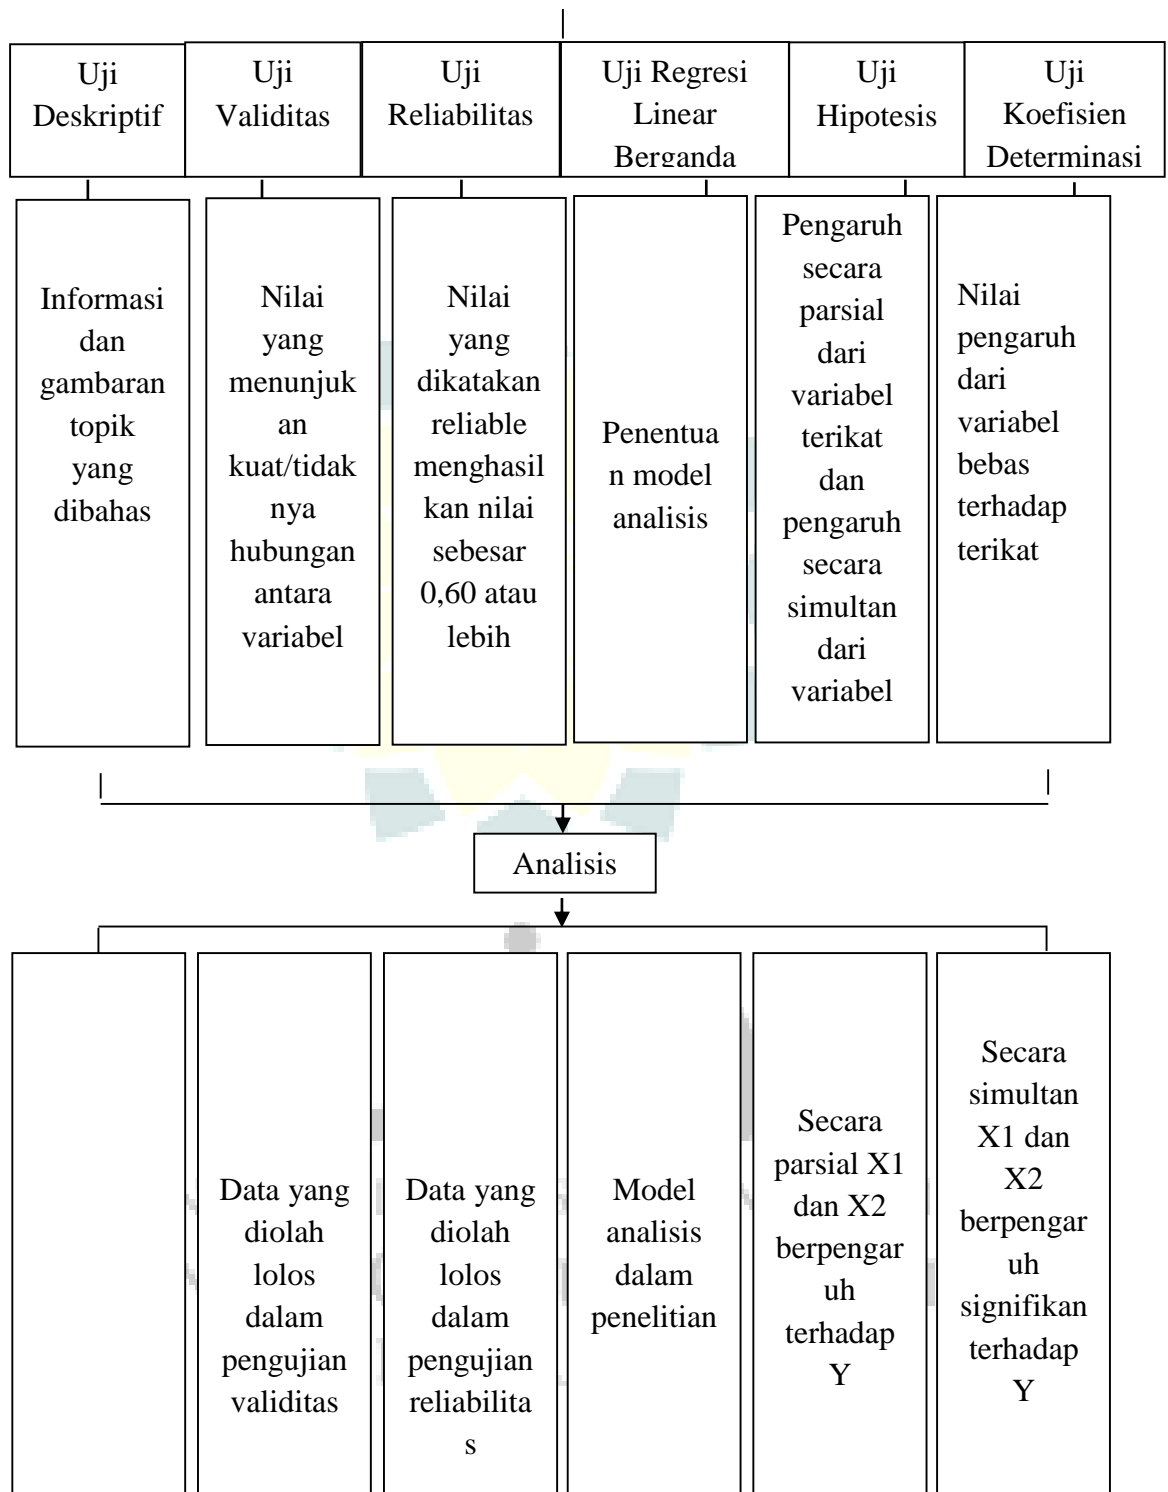 Uji
Deskriptif
Uji
Validitas
Uji
Reliabilitas
Uji Regresi
Linear
Berganda
Uji
Hipotesis
Uji
Koefisien
Determinasi
Informasi
dan
gambaran
topik
yang
dibahas
Nilai
yang
menunjuk
an
kuat/tidak
nya
hubungan
antara
variabel
Nilai
yang
dikatakan
reliable
menghasil
kan nilai
sebesar
0,60 atau
lebih
Penentua
n model
analisis
Pengaruh
secara
parsial
dari
variabel
terikat
dan
pengaruh
secara
simultan
dari
variabel
Nilai
pengaruh
dari
variabel
bebas
terhadap
terikat
Analisis
Data yang
diolah
lolos
dalam
pengujian
validitas
Data yang
diolah
lolos
dalam
pengujian
reliabilita
s
Model
analisis
dalam
penelitian
Secara
parsial X1
dan X2
berpengar
uh
terhadap
Y
Secara
simultan
X1 dan
X2
berpengar
uh
signifikan
terhadap
Y